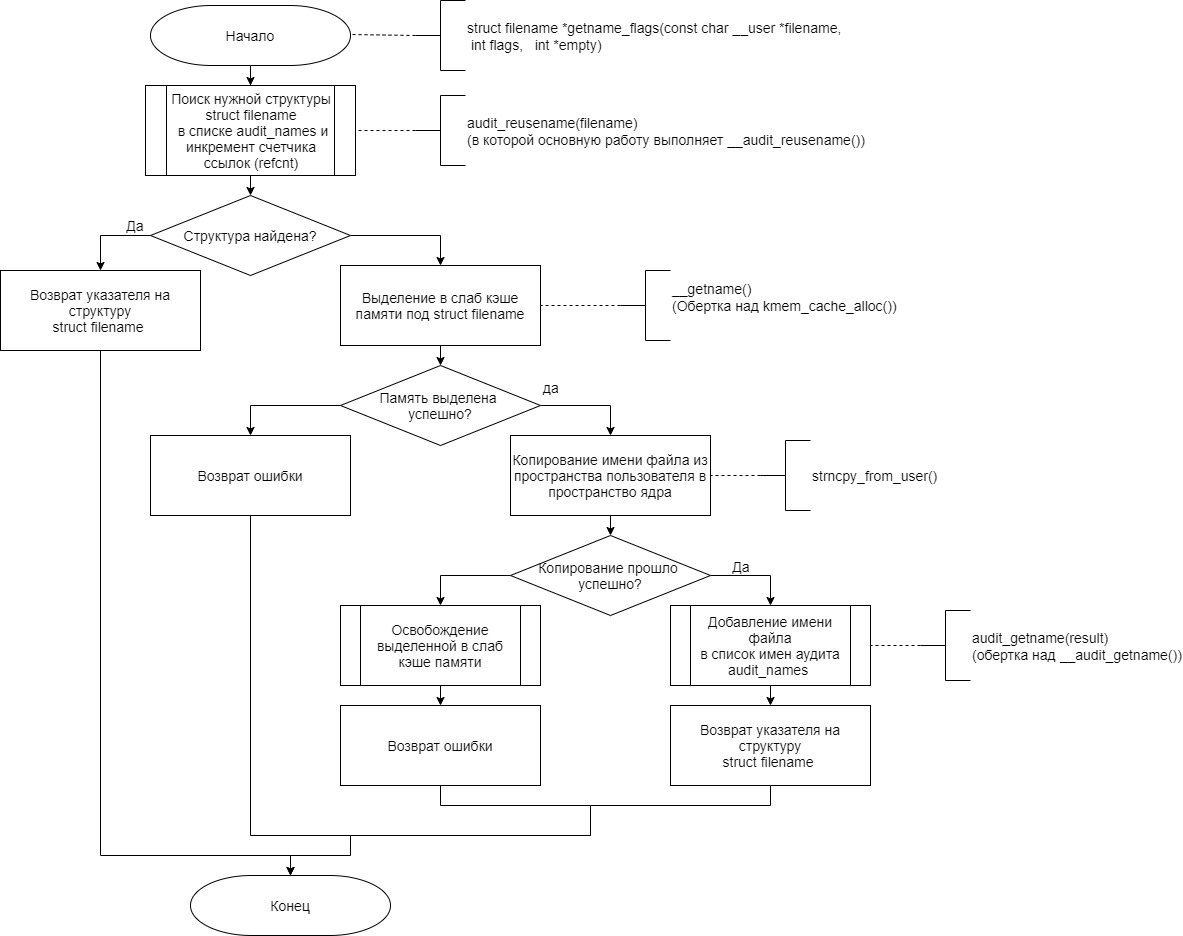 Начало
struct filename *getname_flags(const char __user *filename,
int flags, int *empty)
Поиск нужной структуры
struct filename
в списке audit_names и
инкремент счетчика
ссылок (refcnt)
audit_reusename(filename)
(в которой основную работу выполняет __audit_reusename())
Структура найдена?
Да
Возврат указателя на
структуру
struct filename
Выделение в слаб кэше
памяти под struct filename
__getname()
(Обертка над kmem_cache_alloc())
Память выделена
успешно?
да
Возврат ошибки
Копирование имени файла из
пространства пользователя в
пространство ядра
strncpy_from_user()
Копирование прошло
успешно?
Да
Освобождение
выделенной в слаб
кэше памяти
Добавление имени
файла
в список имен аудита
audit_names
audit_getname(result)
(обертка над __audit_getname())
Возврат ошибки
Возврат указателя на
структуру
struct filename
Конец